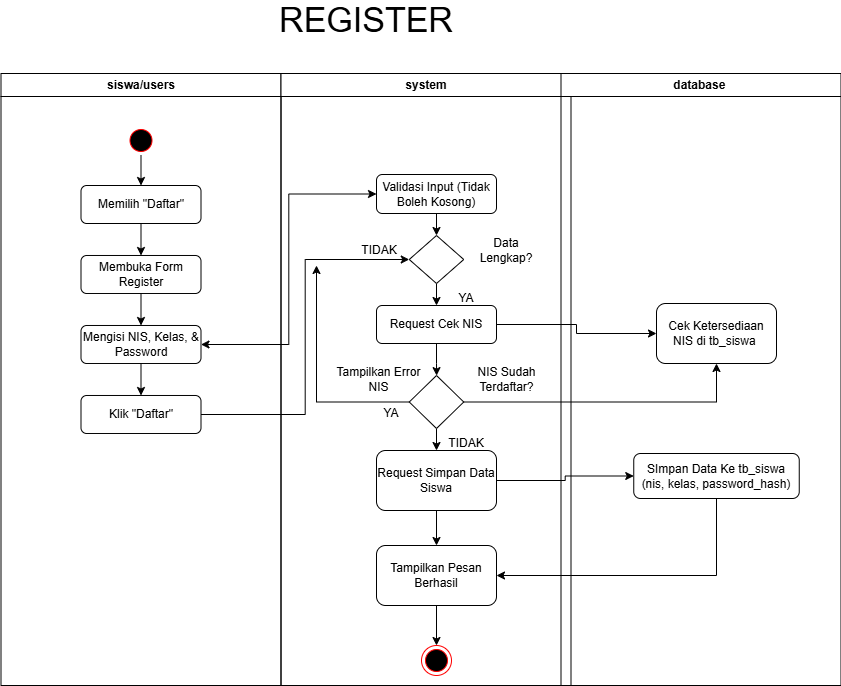 REGISTER
siswa/users
system
database
Memilih "Daftar"
Membuka Form
Register
Mengisi NIS, Kelas, &
Password
Klik "Daftar"
Validasi Input (Tidak
Boleh Kosong)
TIDAK
Data
Lengkap?
YA
Request Cek NIS
Cek Ketersediaan
NIS di tb_siswa
Tampilkan Error
NIS
NIS Sudah
Terdaftar?
YA
TIDAK
Request Simpan Data
Siswa
SImpan Data Ke tb_siswa
(nis, kelas, password_hash)
Tampilkan Pesan
Berhasil